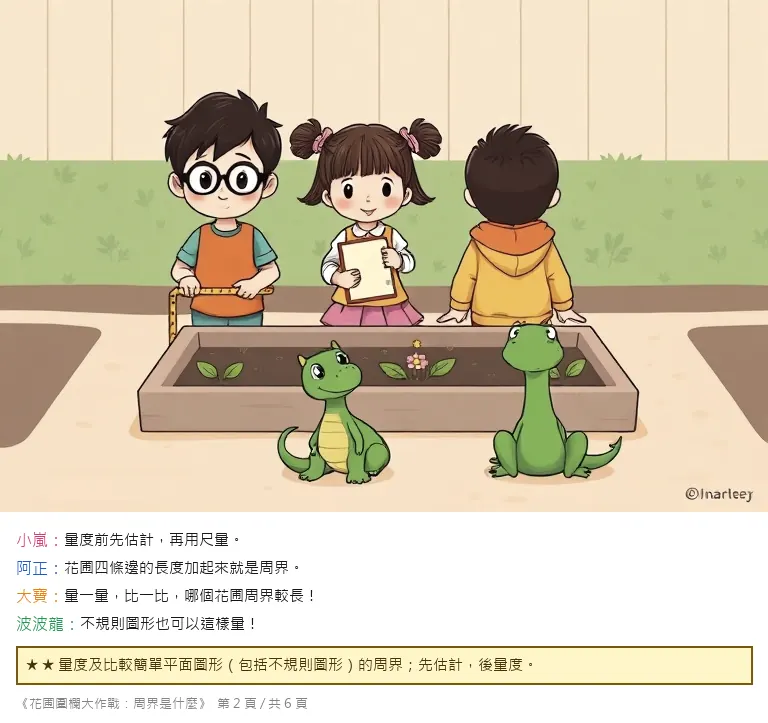 ©Inarleey
小嵐：量度前先估計，再用尺量。
阿正：花圃四條邊的長度加起來就是周界。
大寶：量一量，比一比，哪個花圃周界較長！
波波龍：不規則圖形也可以這樣量！
★★ 量度及比較簡單平面圖形（包括不規則圖形）的周界；先估計，後量度。
《花圃圍欄大作戰：周界是什麼》 第 2 頁 / 共 6 頁